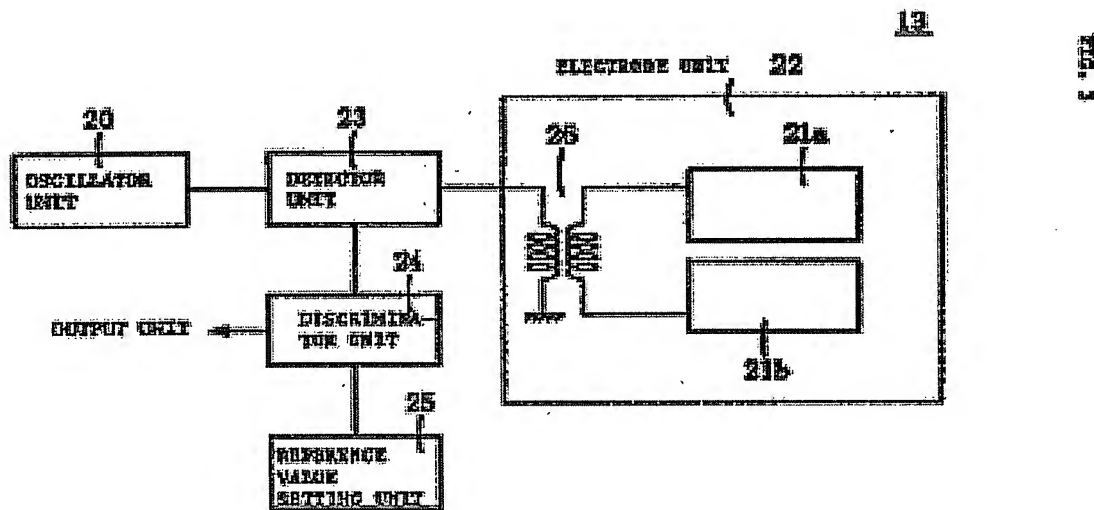 13
ELECTRODE UNIT 22
20
23
26
21a
OSCILLATOR
UNIT
DETECTOR
UNIT
24
OUTPUT UNIT
DISCRIMINA
TOR UNIT
21b
25
REFERENCE
VALUE
SETTING UNIT